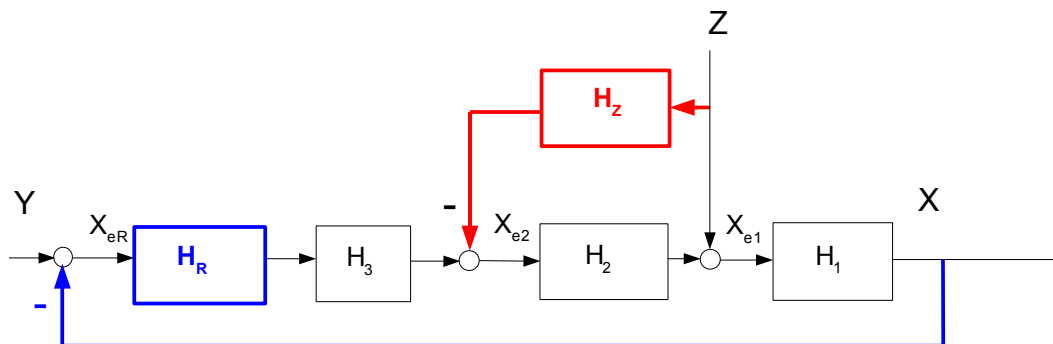 Z
H_Z
-
Y
X_eR
H_R
H_3
X_e2
H_2
X_e1
H_1
X
-